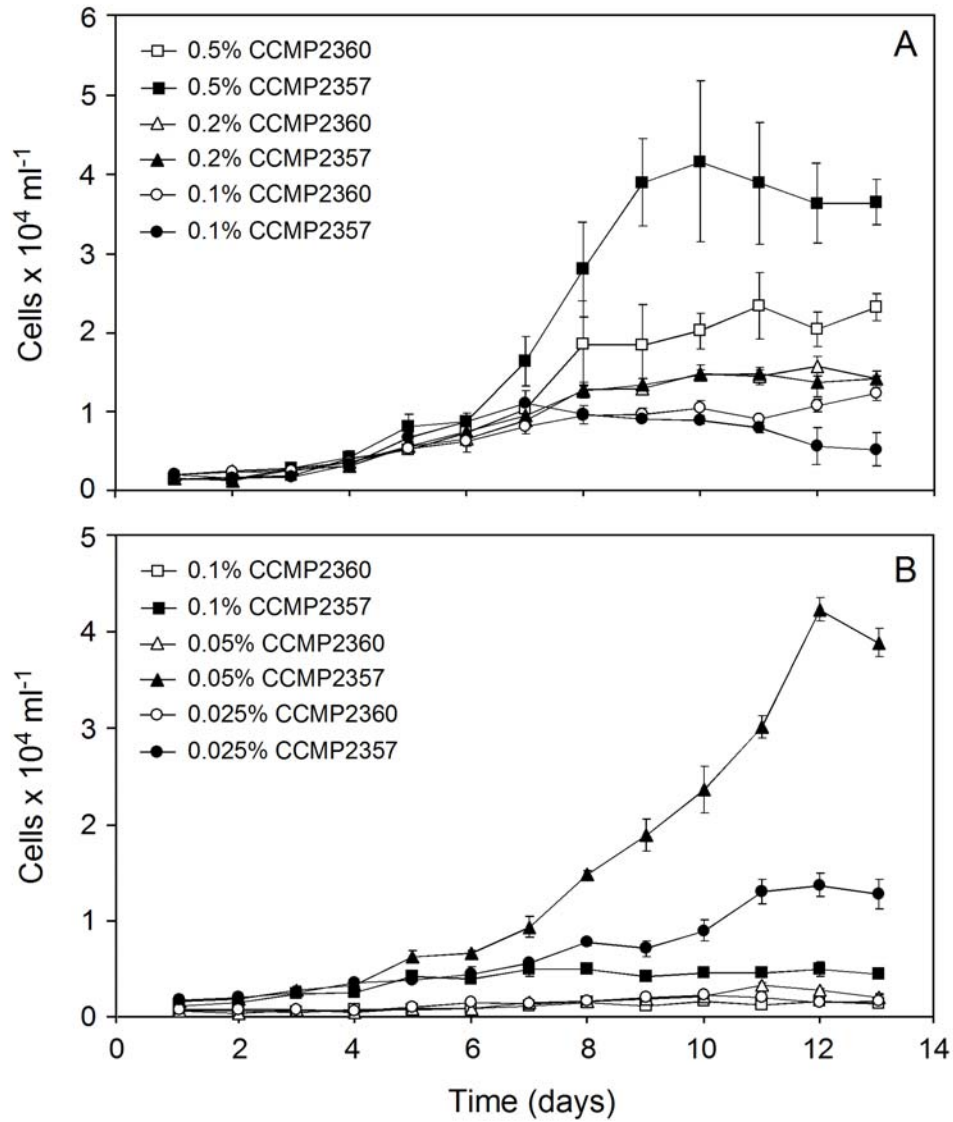 A
6
5
4
3
2
1
0
Cells x 10⁴ ml⁻¹
0.5% CCMP2360
0.5% CCMP2357
0.2% CCMP2360
0.2% CCMP2357
0.1% CCMP2360
0.1% CCMP2357
B
5
4
3
2
1
0
Cells x 10⁴ ml⁻¹
0.1% CCMP2360
0.1% CCMP2357
0.05% CCMP2360
0.05% CCMP2357
0.025% CCMP2360
0.025% CCMP2357
0 2 4 6 8 10 12 14
Time (days)